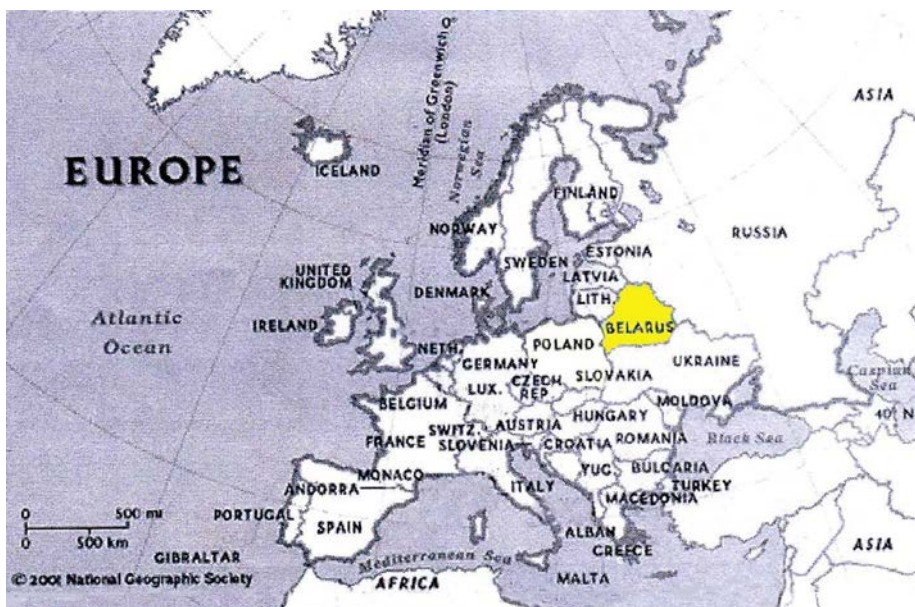 EUROPE
ICELAND
Meridian of Greenwich
(London)
Norwegian
Sea
ASIA
FINLAND
NORWAY
RUSSIA
SWEDEN
ESTONIA
LATVIA
LITH.
UNITED
KINGDOM
DENMARK
IRELAND
Atlantic
Ocean
BELARUS
NETH.
POLAND
GERMANY
UKRAINE
LUX.
CZECH
REP.
SLOVAKIA
Caspian
Sea
BELGIUM
MOLDOVA
40° N
AUSTRIA
HUNGARY
SWITZ.
FRANCE
SLOVENIA
CROATIA
ROMANIA
Black Sea
MONACO
ANDORRA
ITALY
YUG.
BULGARIA
TURKEY
MACEDONIA
PORTUGAL
SPAIN
0 500 mi
0 500 km
ALBAN
GREECE
GIBRALTAR
Mediterranean Sea
ASIA
© 2001 National Geographic Society
AFRICA
MALTA